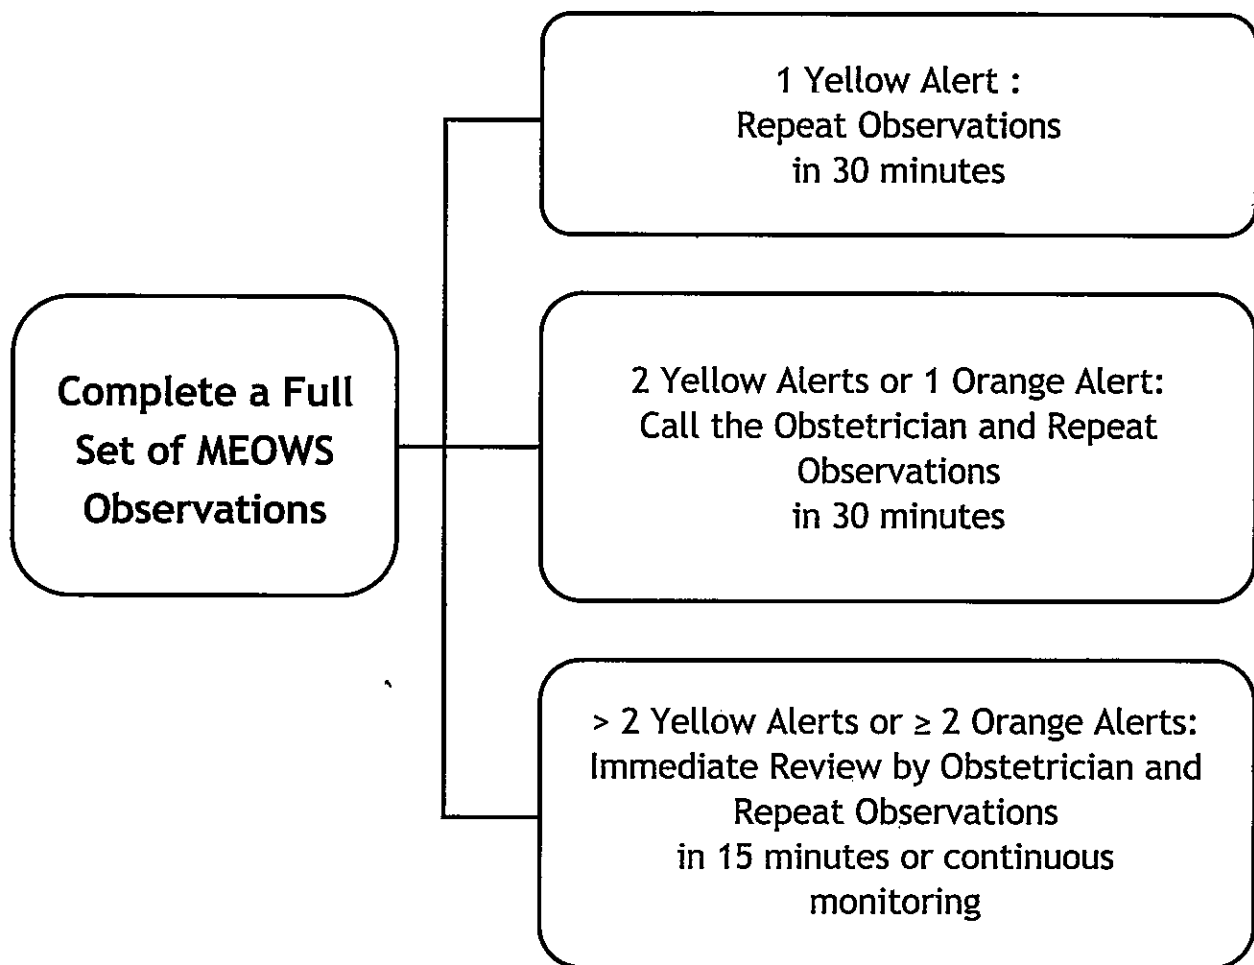 Complete a Full
Set of MEOWS
Observations
1 Yellow Alert :
Repeat Observations
in 30 minutes
2 Yellow Alerts or 1 Orange Alert:
Call the Obstetrician and Repeat
Observations
in 30 minutes
> 2 Yellow Alerts or ≥ 2 Orange Alerts:
Immediate Review by Obstetrician and
Repeat Observations
in 15 minutes or continuous
monitoring